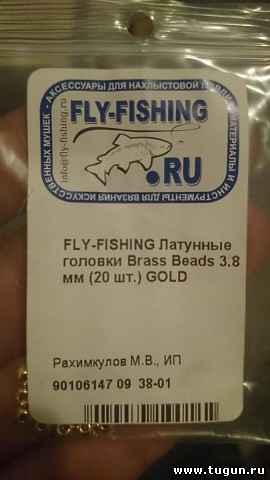 АКСЕССУАРЫ ДЛЯ НАХЛЫСТОВОЙ
МАТЕРИАЛЫ И ИНСТРУМЕНТЫ ДЛЯ ВЯЗАНИЯ ИСКУССТВЕННЫХ МУШЕК
info@fly-fishing.ru
FLY-FISHING
.RU
FLY-FISHING Латунные
головки Brass Beads 3.8
мм (20 шт.) GOLD
Рахимкулов М.В., ИП
90106147 09 38-01
www.tugun.ru